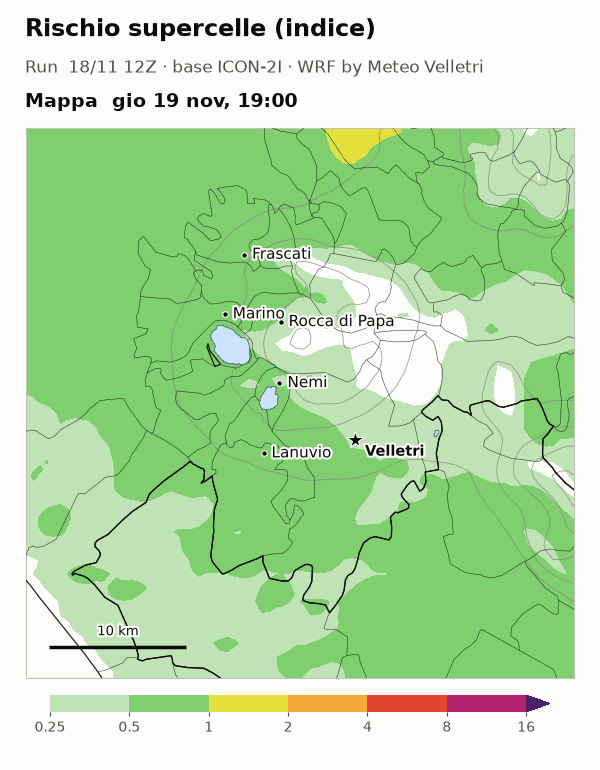 Rischio supercelle (indice)
Run  18/11 12Z · base ICON-2I · WRF by Meteo Velletri
Mappa  gio 19 nov, 19:00
Frascati
Marino
Rocca di Papa
Nemi
Velletri
Lanuvio
10 km
0.25 0.5 1 2 4 8 16